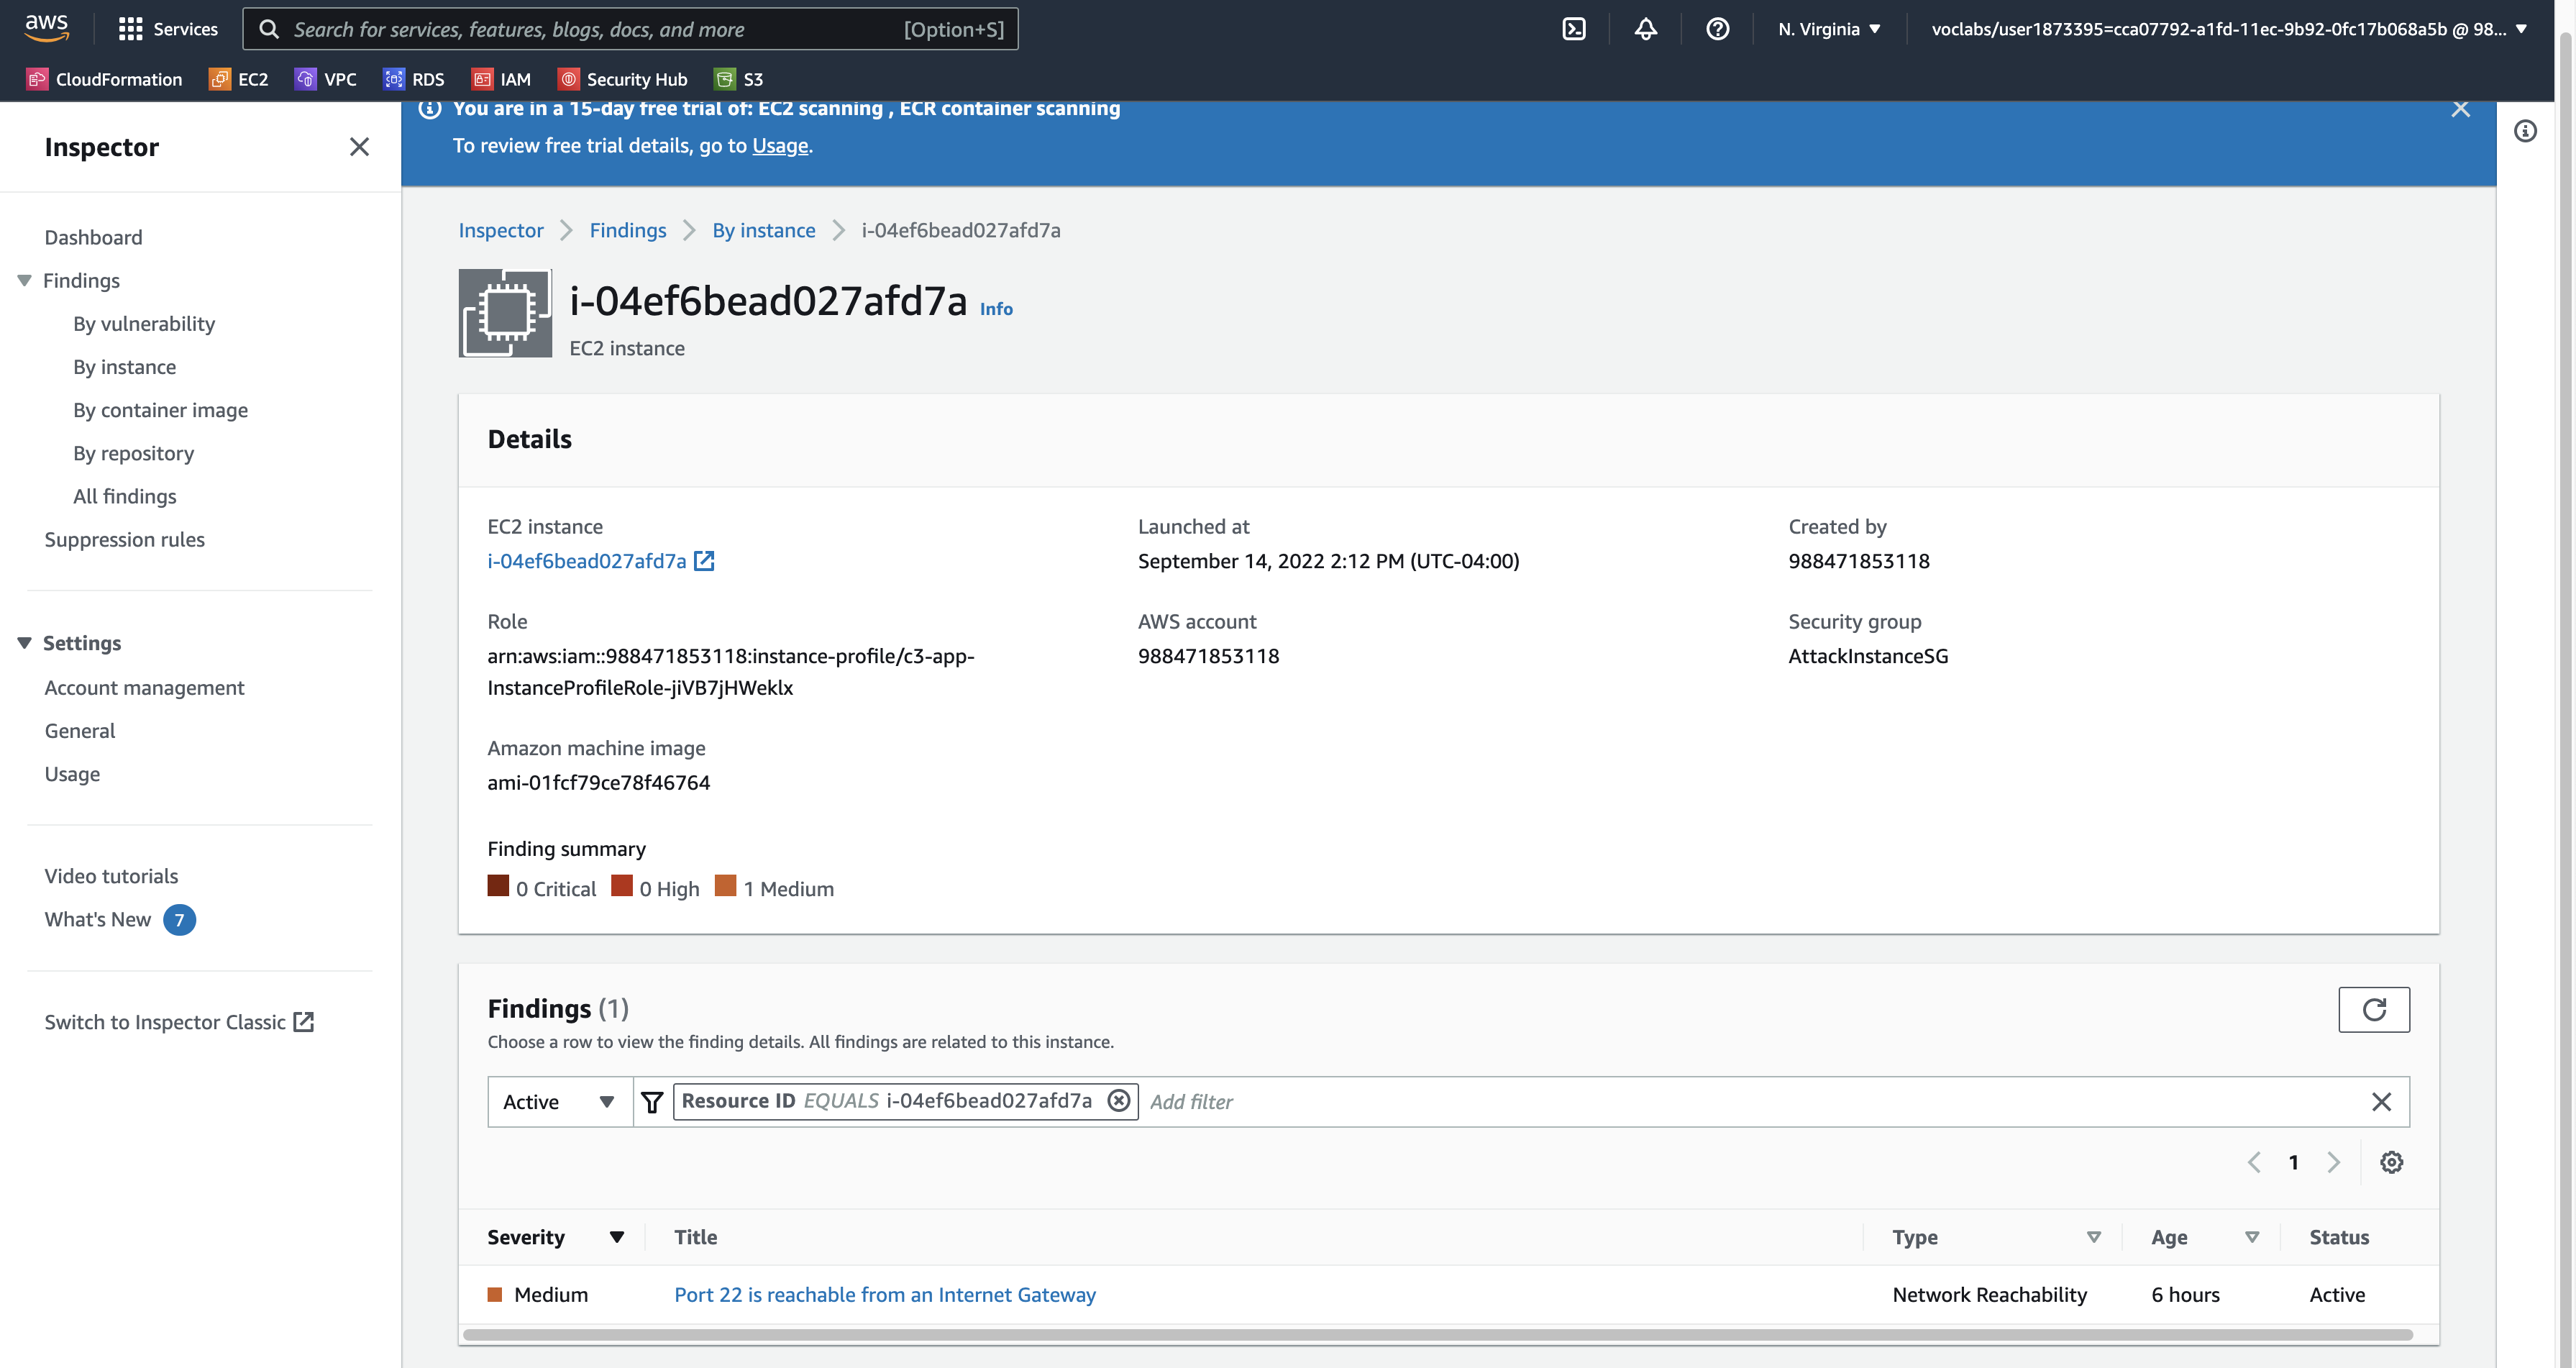 aws
Services
Search for services, features, blogs, docs, and more
[Option+S]
N. Virginia
voclabs/user1873395=cca07792-a1fd-11ec-9b92-0fc17b068a5b @ 98...
CloudFormation
EC2
VPC
RDS
IAM
Security Hub
S3
Inspector
Dashboard
Findings
By vulnerability
By instance
By container image
By repository
All findings
Suppression rules
Settings
Account management
General
Usage
Video tutorials
What's New 7
Switch to Inspector Classic
You are in a 15-day free trial of: EC2 scanning , ECR container scanning
To review free trial details, go to Usage.
Inspector
Findings
By instance
i-04ef6bead027afd7a
i-04ef6bead027afd7a Info
EC2 instance
Details
EC2 instance
i-04ef6bead027afd7a
Launched at
September 14, 2022 2:12 PM (UTC-04:00)
Created by
988471853118
Role
arn:aws:iam::988471853118:instance-profile/c3-app-
InstanceProfileRole-jiVB7jHWeklx
AWS account
988471853118
Security group
AttackInstanceSG
Amazon machine image
ami-01fcf79ce78f46764
Finding summary
0 Critical
0 High
1 Medium
Findings (1)
Choose a row to view the finding details. All findings are related to this instance.
Active
Resource ID EQUALS i-04ef6bead027afd7a
Add filter
1
Severity
Title
Type
Age
Status
Medium
Port 22 is reachable from an Internet Gateway
Network Reachability
6 hours
Active